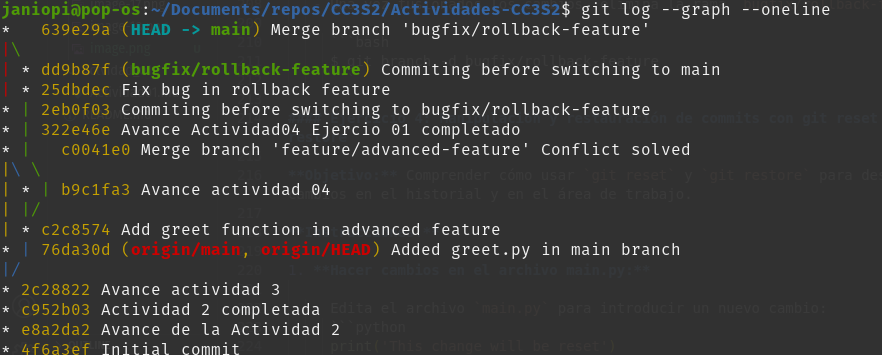 janiopi@pop-os:~/Documents/repos/CC3S2/Actividades-CC3S2$ git log --graph --oneline
*   639e29a (HEAD -> main) Merge branch 'bugfix/rollback-feature'
|\
| * dd9b87f (bugfix/rollback-feature) Commiting before switching to main
| * 25dbdec Fix bug in rollback feature
* | 2eb0f03 Commiting before switching to bugfix/rollback-feature
* | 322e46e Avance Actividad04 Ejercio 01 completado
* |   c0041e0 Merge branch 'feature/advanced-feature' Conflict solved
|\ \
| * | b9c1fa3 Avance actividad 04
| |/
| * c2c8574 Add greet function in advanced feature
* | 76da30d (origin/main, origin/HEAD) Added greet.py in main branch
|/
* 2c28822 Avance actividad 3
* c952b03 Actividad 2 completada
* e8a2da2 Avance de la Actividad 2
* 4f6a3ef Initial commit